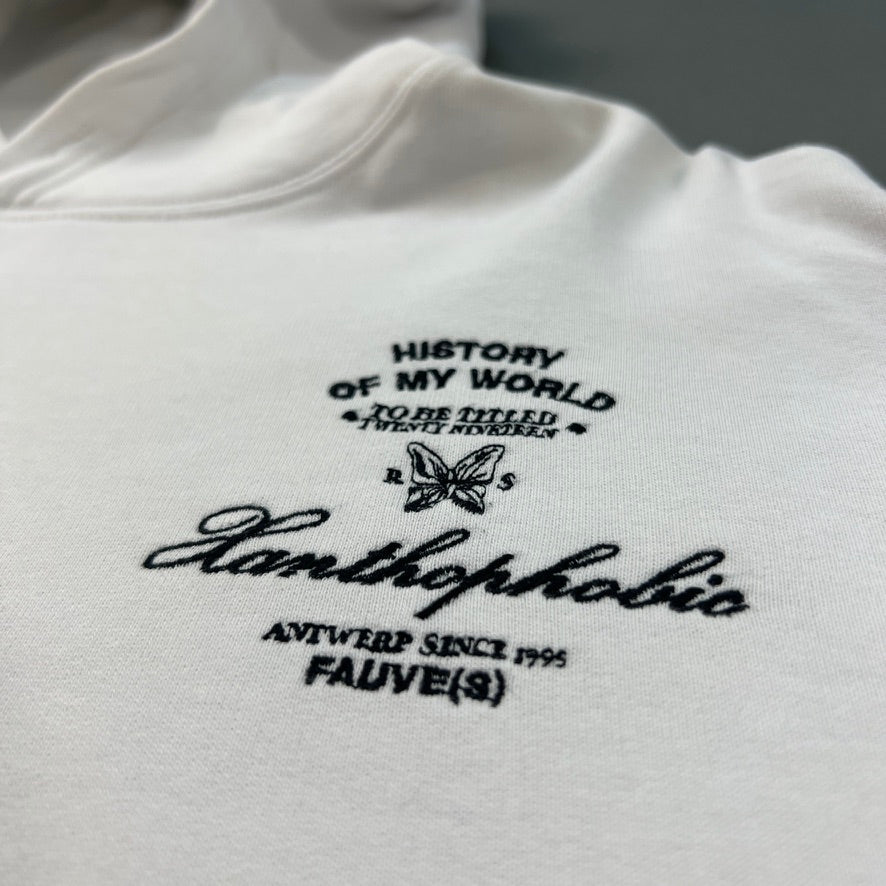 HISTORY
OF MY WORLD
TO BE TITLED
TWENTY NINETEEN
R S
Xanthophobic
ANTWERP SINCE 1995
FAUVE(S)